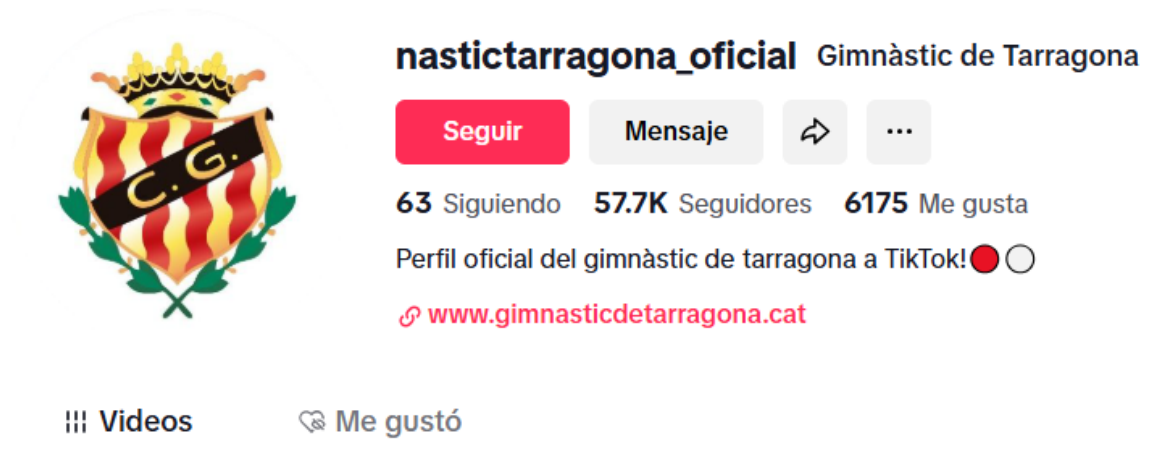 C. G.
nastictarragona_oficial Gimnàstic de Tarragona
Seguir Mensaje ...
63 Siguiendo 57.7K Seguidores 6175 Me gusta
Perfil oficial del gimnàstic de tarragona a TikTok!🔴⚪
www.gimnasticdetarragona.cat
Videos Me gustó